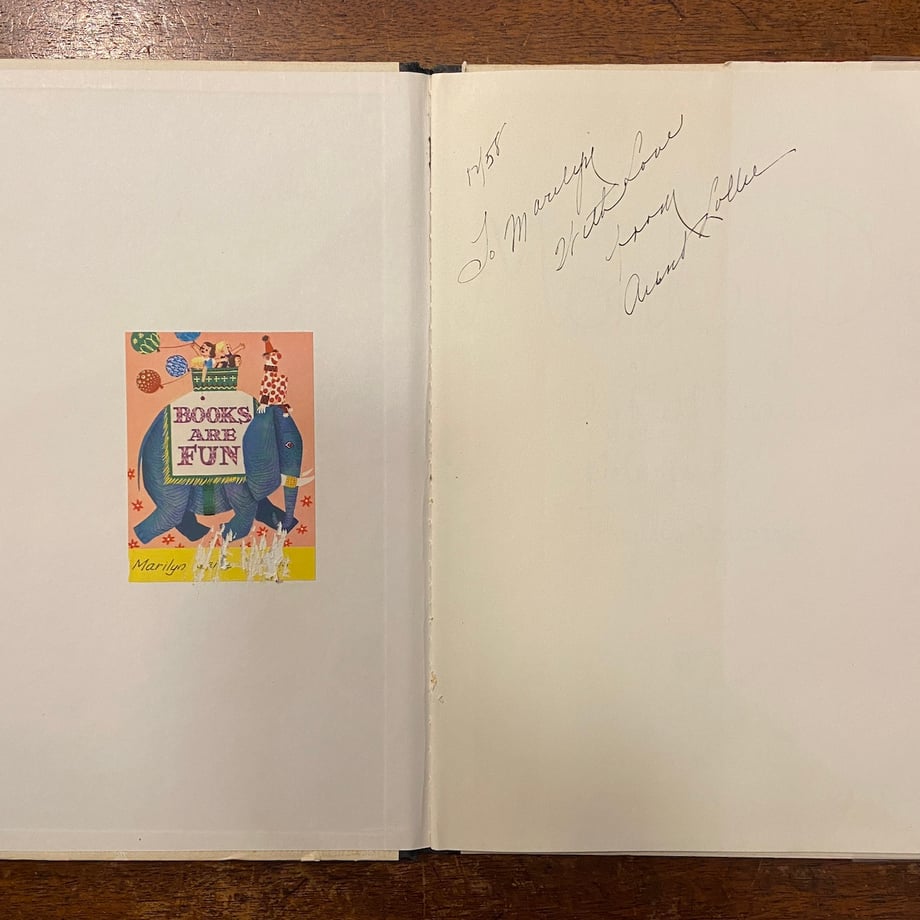 BOOKS
ARE
FUN
Marilyn
12/58
To Marilyn
With Love
from
Aunt Lollie